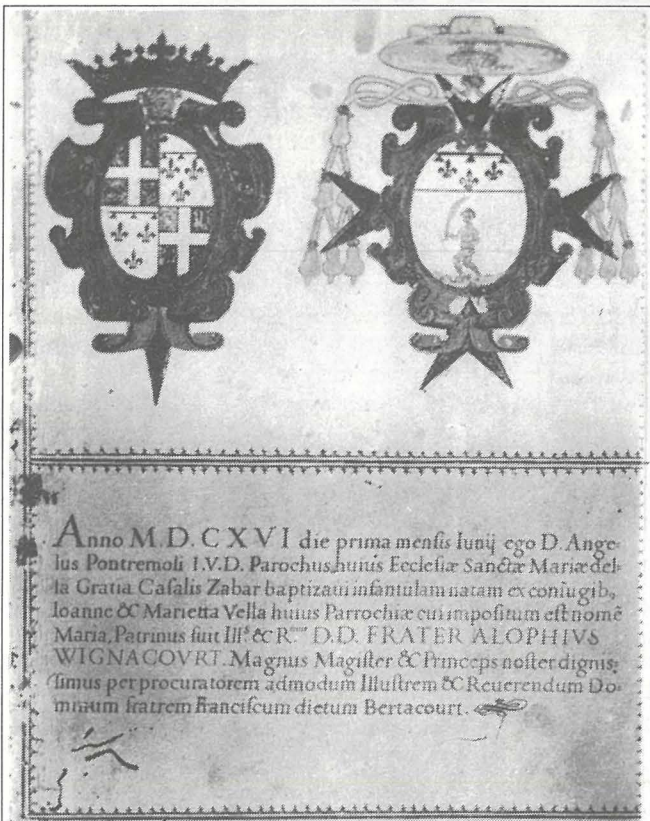 Anno M.D.CXVI die prima menſis Iunij ego D. Ange-
lus Pontremoli I.V.D. Parochus huius Eccleſiæ Sanctæ Mariæ del-
la Gratia Caſalis Zabar baptizaui infantulam natam ex coniugib,
Ioanne & Marietta Vella huius Parrochiæ cui impoſitum eſt nomẽ
Maria, Patrinus fuit Ill. & R. D.D. FRATER ALOPHIVS
WIGNACOVRT. Magnus Magiſter & Princeps noſter dignis-
ſimus per procuratorem admodum Illuſtrem & Reuerendum Do-
minum fratrem Franciſcum dictum Bertacourt.